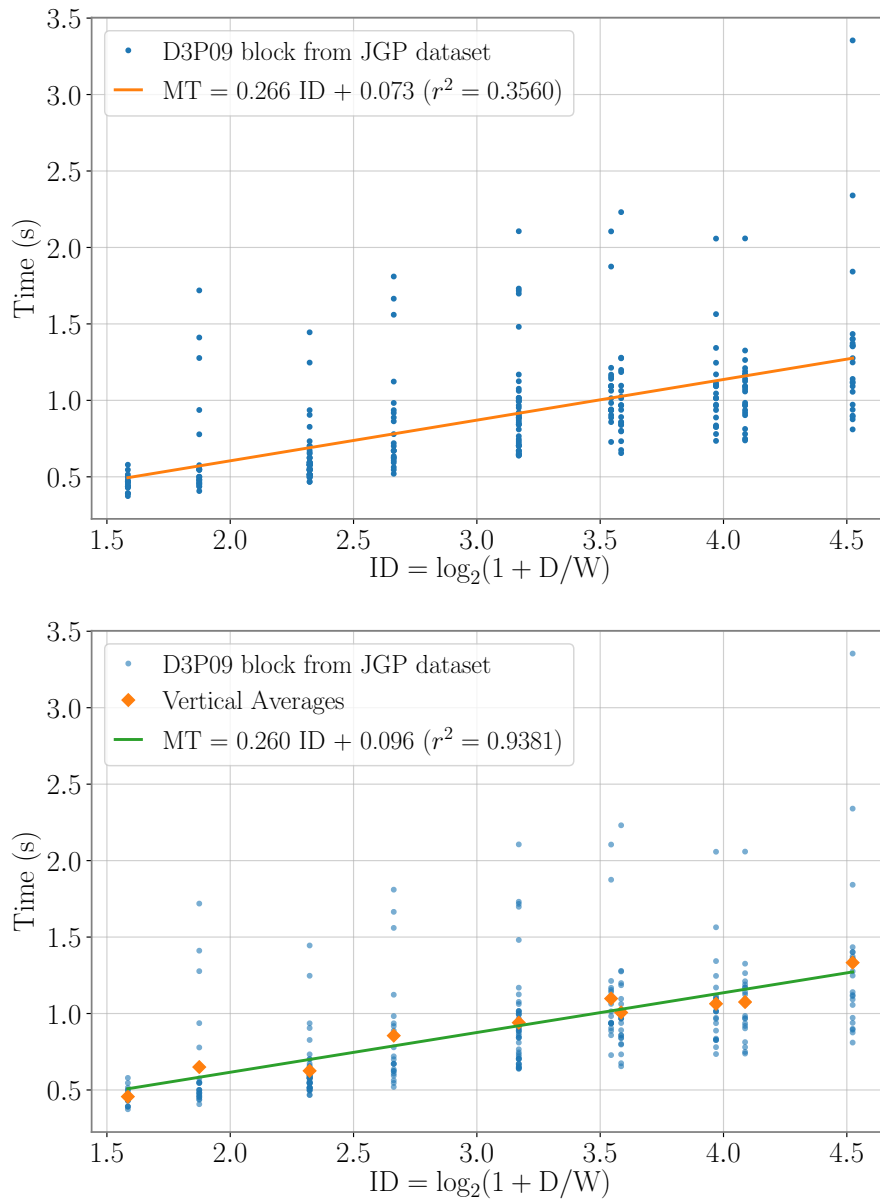 3.5
3.0
2.5
2.0
1.5
1.0
0.5
Time (s)
D3P09 block from JGP dataset
MT = 0.266 ID + 0.073 (r² = 0.3560)
1.5 2.0 2.5 3.0 3.5 4.0 4.5
ID = log₂(1 + D/W)
3.5
3.0
2.5
2.0
1.5
1.0
0.5
Time (s)
D3P09 block from JGP dataset
Vertical Averages
MT = 0.260 ID + 0.096 (r² = 0.9381)
1.5 2.0 2.5 3.0 3.5 4.0 4.5
ID = log₂(1 + D/W)